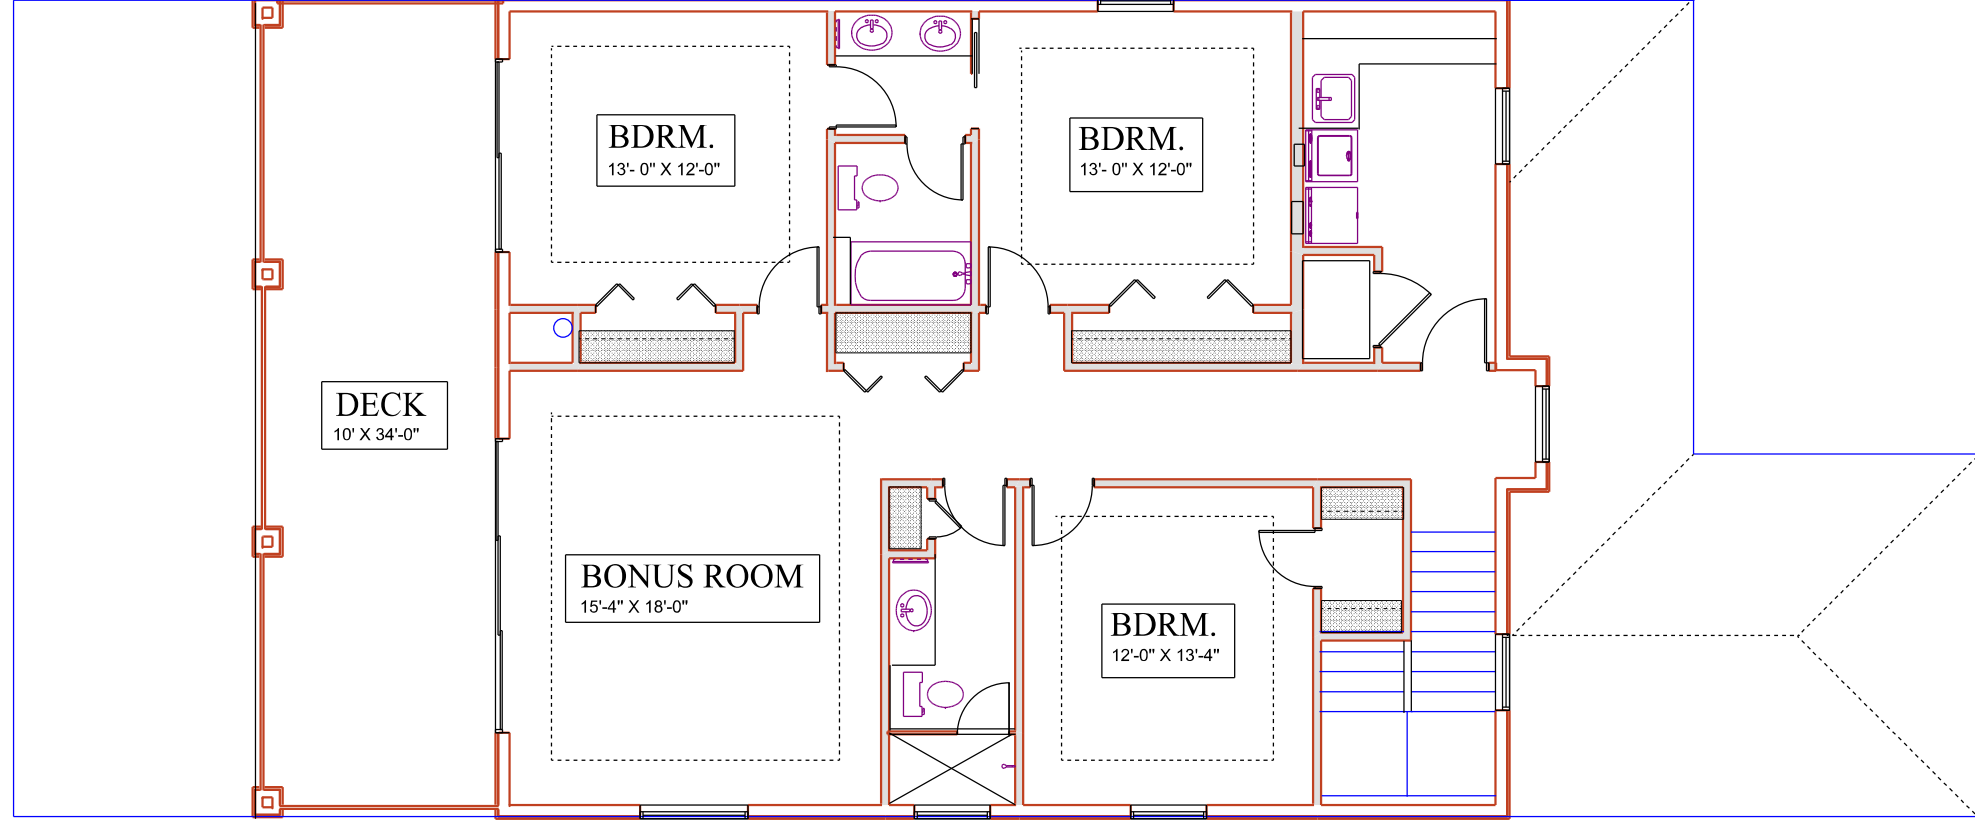 BDRM.
13'- 0" X 12'-0"
BDRM.
13'- 0" X 12'-0"
DECK
10' X 34'-0"
BONUS ROOM
15'-4" X 18'-0"
BDRM.
12'-0" X 13'-4"